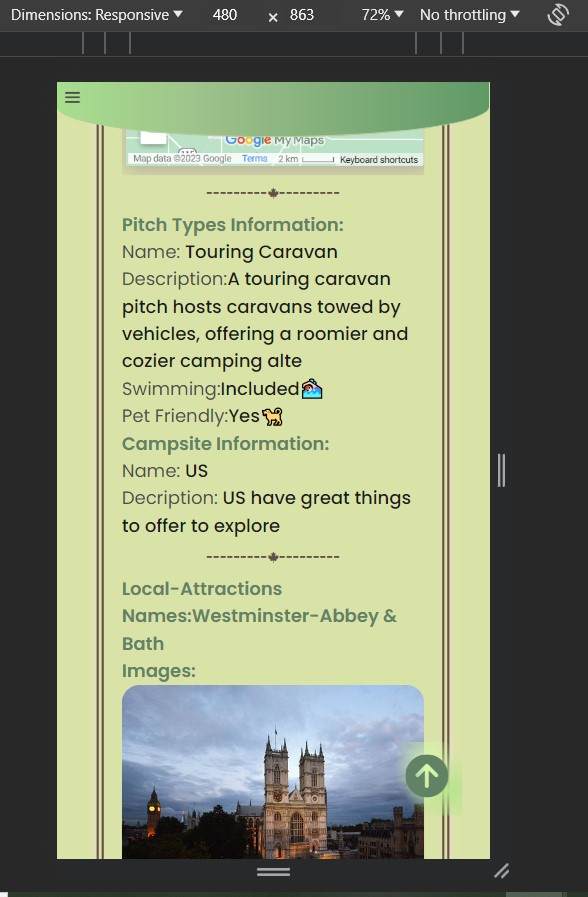 Dimensions: Responsive 480 × 863 72% No throttling
Google My Maps
Map data ©2023 Google Terms 2 km Keyboard shortcuts
Pitch Types Information:
Name: Touring Caravan
Description:A touring caravan
pitch hosts caravans towed by
vehicles, offering a roomier and
cozier camping alte
Swimming:Included
Pet Friendly:Yes
Campsite Information:
Name: US
Decription: US have great things
to offer to explore
Local-Attractions
Names:Westminster-Abbey &
Bath
Images: